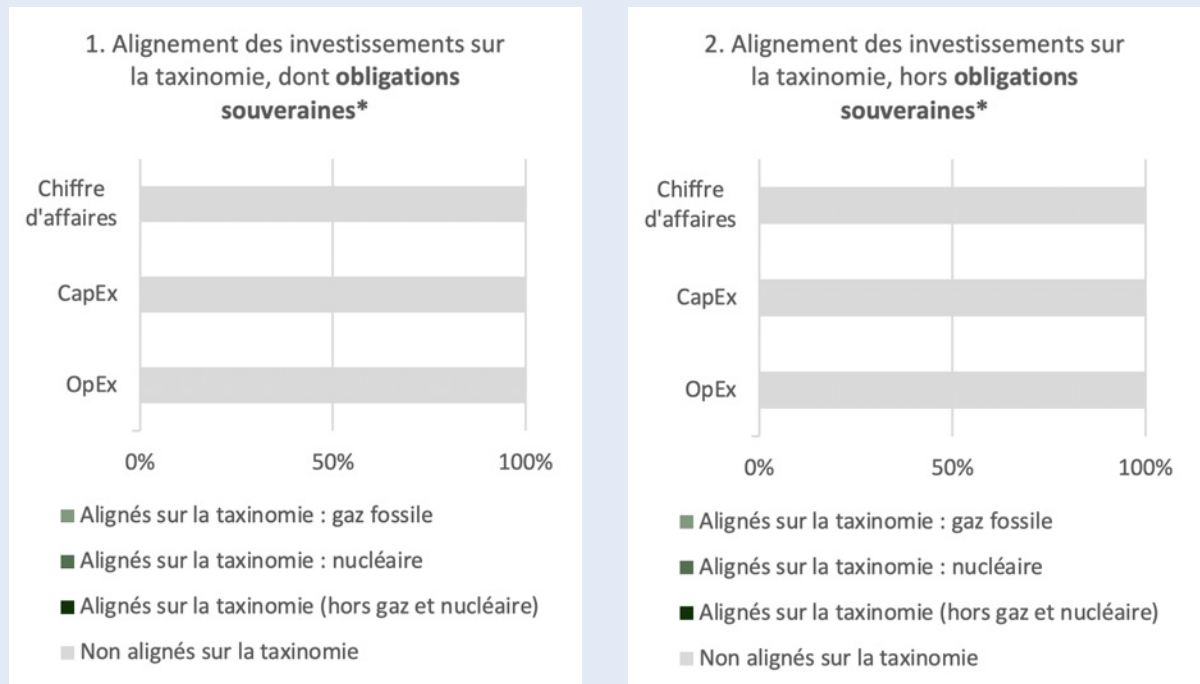 1. Alignement des investissements sur
la taxinomie, dont obligations
souveraines*
Chiffre
d'affaires
CapEx
OpEx
0% 50% 100%
Alignés sur la taxinomie : gaz fossile
Alignés sur la taxinomie : nucléaire
Alignés sur la taxinomie (hors gaz et nucléaire)
Non alignés sur la taxinomie
2. Alignement des investissements sur
la taxinomie, hors obligations
souveraines*
Chiffre
d'affaires
CapEx
OpEx
0% 50% 100%
Alignés sur la taxinomie : gaz fossile
Alignés sur la taxinomie : nucléaire
Alignés sur la taxinomie (hors gaz et nucléaire)
Non alignés sur la taxinomie